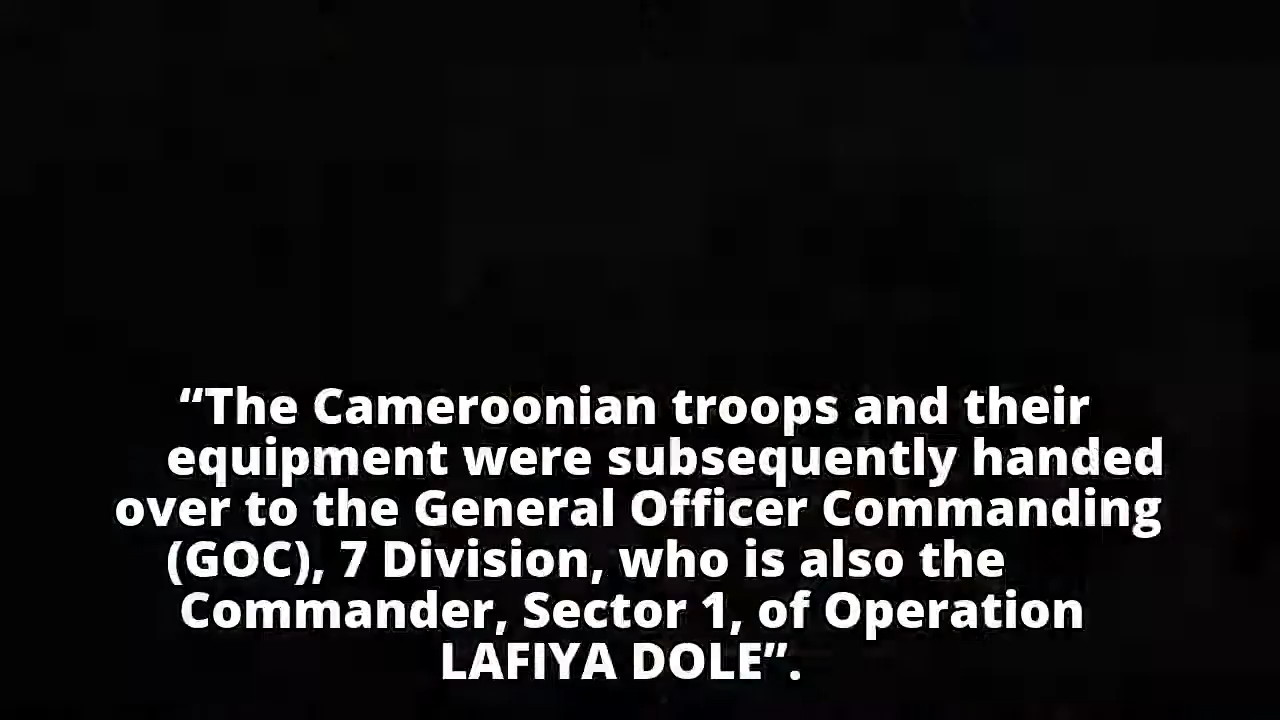 “The Cameroonian troops and their
equipment were subsequently handed
over to the General Officer Commanding
(GOC), 7 Division, who is also the
Commander, Sector 1, of Operation
LAFIYA DOLE”.